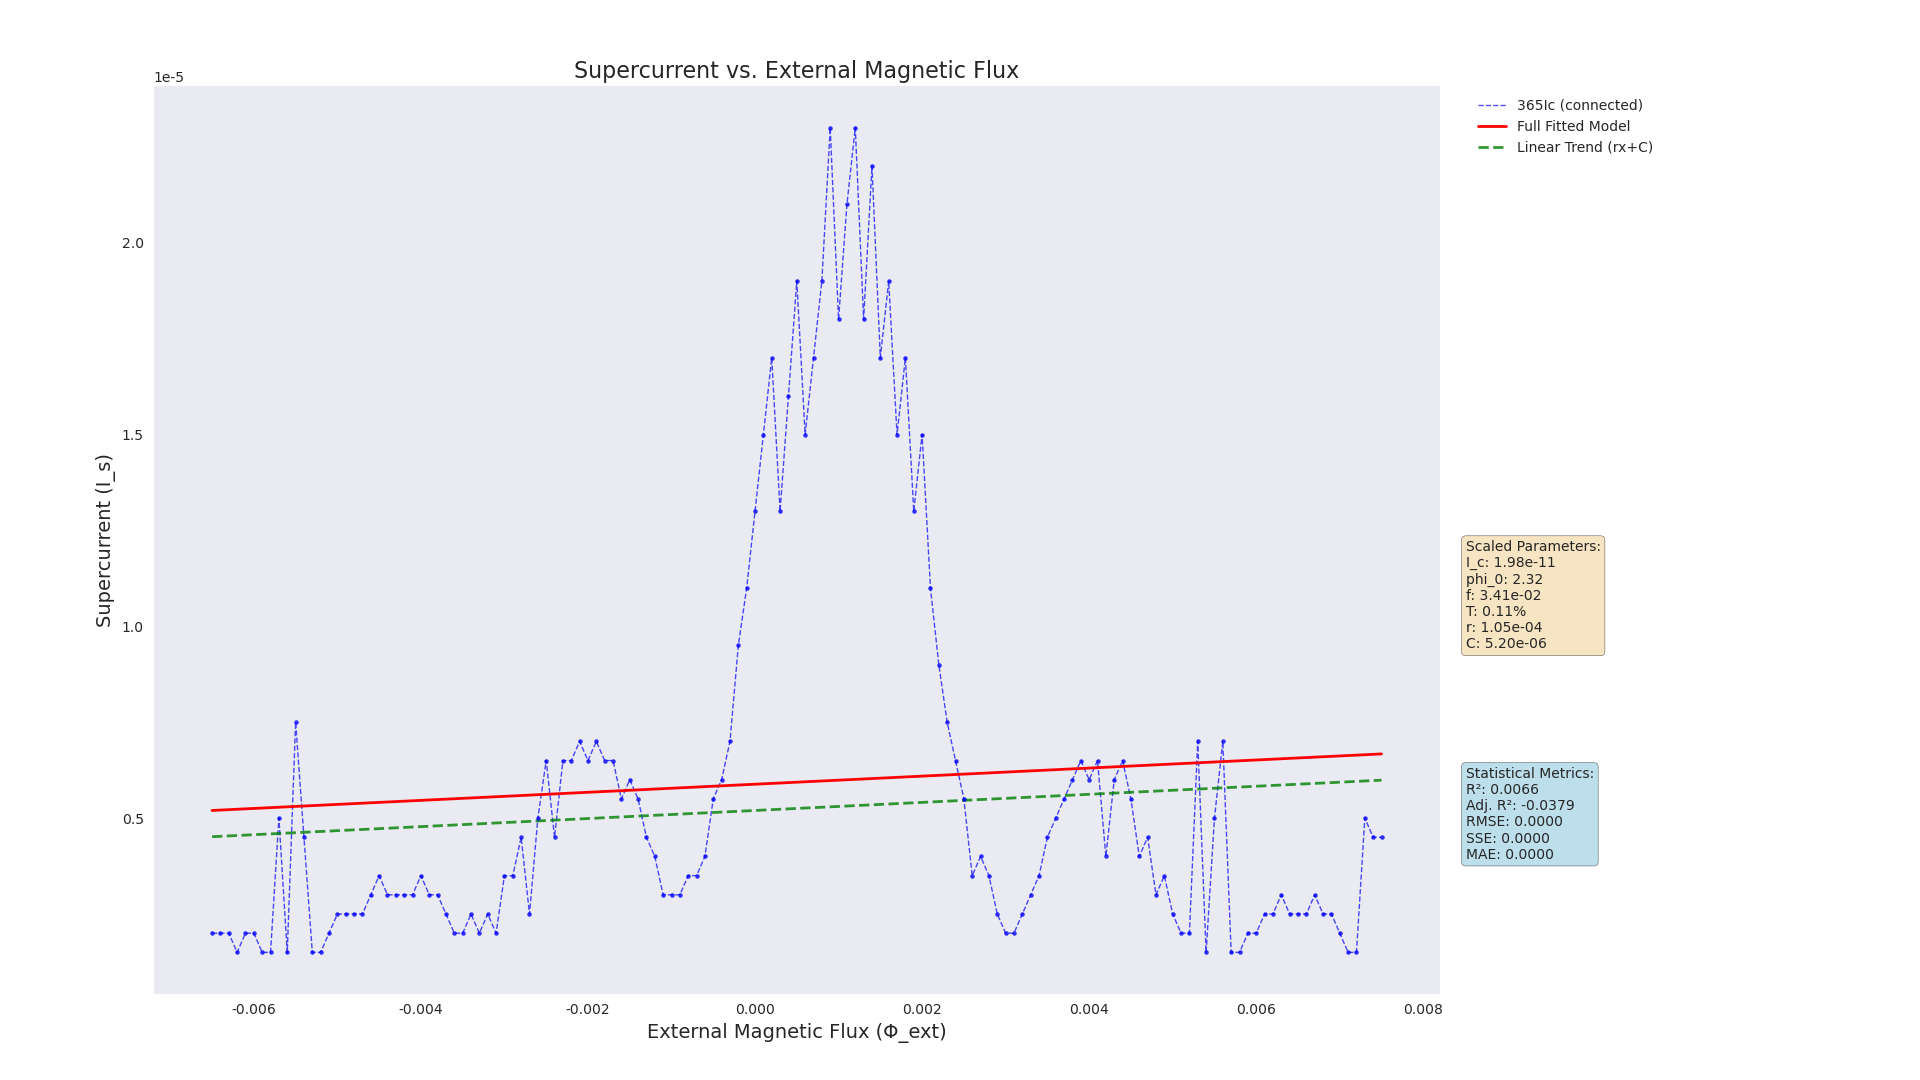 Supercurrent vs. External Magnetic Flux
1e-5
2.0
1.5
1.0
0.5
Supercurrent (I_s)
-0.006
-0.004
-0.002
0.000
0.002
0.004
0.006
0.008
External Magnetic Flux (Φ_ext)
365Ic (connected)
Full Fitted Model
Linear Trend (rx+C)
Scaled Parameters:
I_c: 1.98e-11
phi_0: 2.32
f: 3.41e-02
T: 0.11%
r: 1.05e-04
C: 5.20e-06
Statistical Metrics:
R²: 0.0066
Adj. R²: -0.0379
RMSE: 0.0000
SSE: 0.0000
MAE: 0.0000